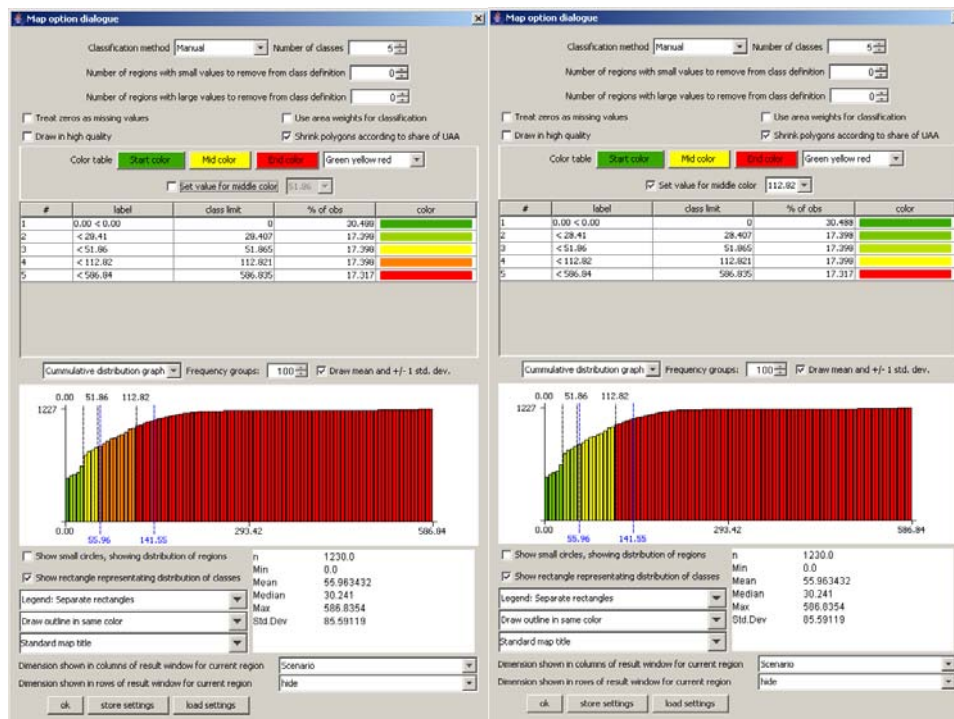 Map option dialogue
Classification method Manual Number of classes 5
Number of regions with small values to remove from class definition 0
Number of regions with large values to remove from class definition 0
Treat zeros as missing values Use area weights for classification
Draw in high quality Shrink polygons according to share of UAA
Color table Start color Mid color End color Green yellow red
Set value for middle color 51.86
# label class limit % of obs color
1 0.00 < 0.00 0 30.488
2 < 28.41 28.407 17.398
3 < 51.86 51.865 17.398
4 < 112.82 112.821 17.398
5 < 586.84 586.835 17.317
Cummulative distribution graph Frequency groups: 100 Draw mean and +/- 1 std. dev.
0.00 51.86 112.82
1227
0.00 293.42 586.84
55.96 141.55
Show small circles, showing distribution of regions
Show rectangle representating distribution of classes
Legend: Separate rectangles
Draw outline in same color
Standard map title
n 1230.0
Min 0.0
Mean 55.963432
Median 30.241
Max 586.8354
Std.Dev 85.59119
Dimension shown in columns of result window for current region Scenario
Dimension shown in rows of result window for current region hide
ok store settings load settings
Map option dialogue
Classification method Manual Number of classes 5
Number of regions with small values to remove from class definition 0
Number of regions with large values to remove from class definition 0
Treat zeros as missing values Use area weights for classification
Draw in high quality Shrink polygons according to share of UAA
Color table Start color Mid color End color Green yellow red
Set value for middle color 112.82
# label class limit % of obs color
1 0.00 < 0.00 0 30.488
2 < 28.41 28.407 17.398
3 < 51.86 51.865 17.398
4 < 112.82 112.821 17.398
5 < 586.84 586.835 17.317
Cummulative distribution graph Frequency groups: 100 Draw mean and +/- 1 std. dev.
0.00 51.86 112.82
1227
0.00 293.42 586.84
55.96 141.55
Show small circles, showing distribution of regions
Show rectangle representating distribution of classes
Legend: Separate rectangles
Draw outline in same color
Standard map title
n 1230.0
Min 0.0
Mean 55.963432
Median 30.241
Max 586.8354
Std.Dev 85.59119
Dimension shown in columns of result window for current region Scenario
Dimension shown in rows of result window for current region hide
ok store settings load settings